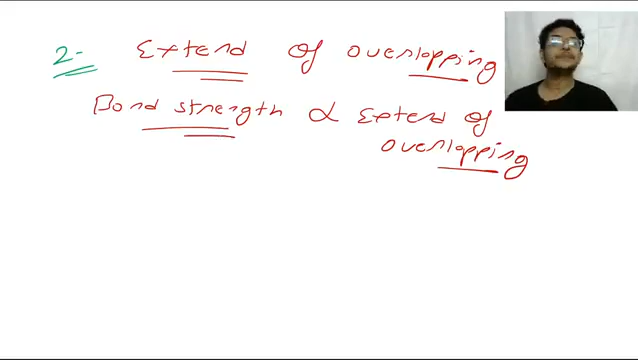 2- Extend of overlapping
Bond strength ∝ Extend of
overlapping